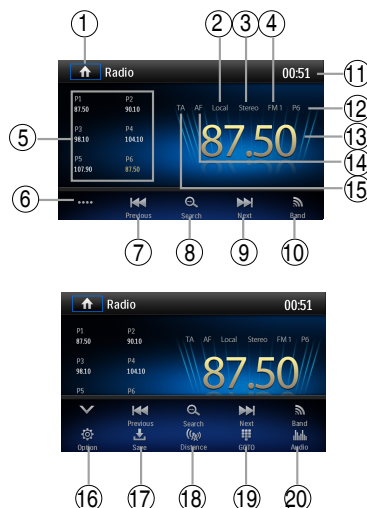 1 2 3 4
Radio 00:51 11
P1 P2
87.50 90.10
TA AF Local Stereo FM 1 P6 12
5 P3 P4
98.10 104.10
87.50 13
P5 P6
107.90 87.50
14
15
6
Previous Search Next Band
7 8 9 10
Radio 00:51
P1 P2
87.50 90.10
TA AF Local Stereo FM 1 P6
P3 P4
98.10 104.10
87.50
P5 P6
Previous Search Next Band
Option Save Distance GOTO Audio
16 17 18 19 20